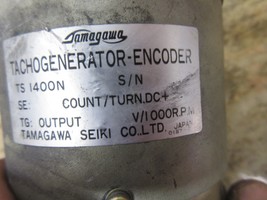 Tamagawa
TACHOGENERATOR-ENCODER
TS 1400N S/N
SE: COUNT/TURN.DC+
TG: OUTPUT V/1000R.P.M
TAMAGAWA SEIKI CO.LTD. JAPAN